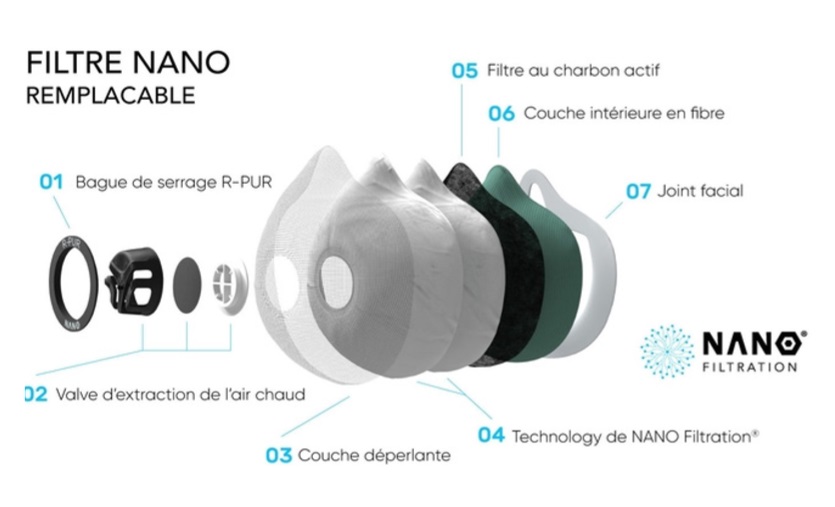 FILTRE NANO
REMPLACABLE
05 Filtre au charbon actif
06 Couche intérieure en fibre
01 Bague de serrage R-PUR
07 Joint facial
R-PUR
NANO
NANO®
FILTRATION
02 Valve d'extraction de l'air chaud
04 Technology de NANO Filtration®
03 Couche déperlante